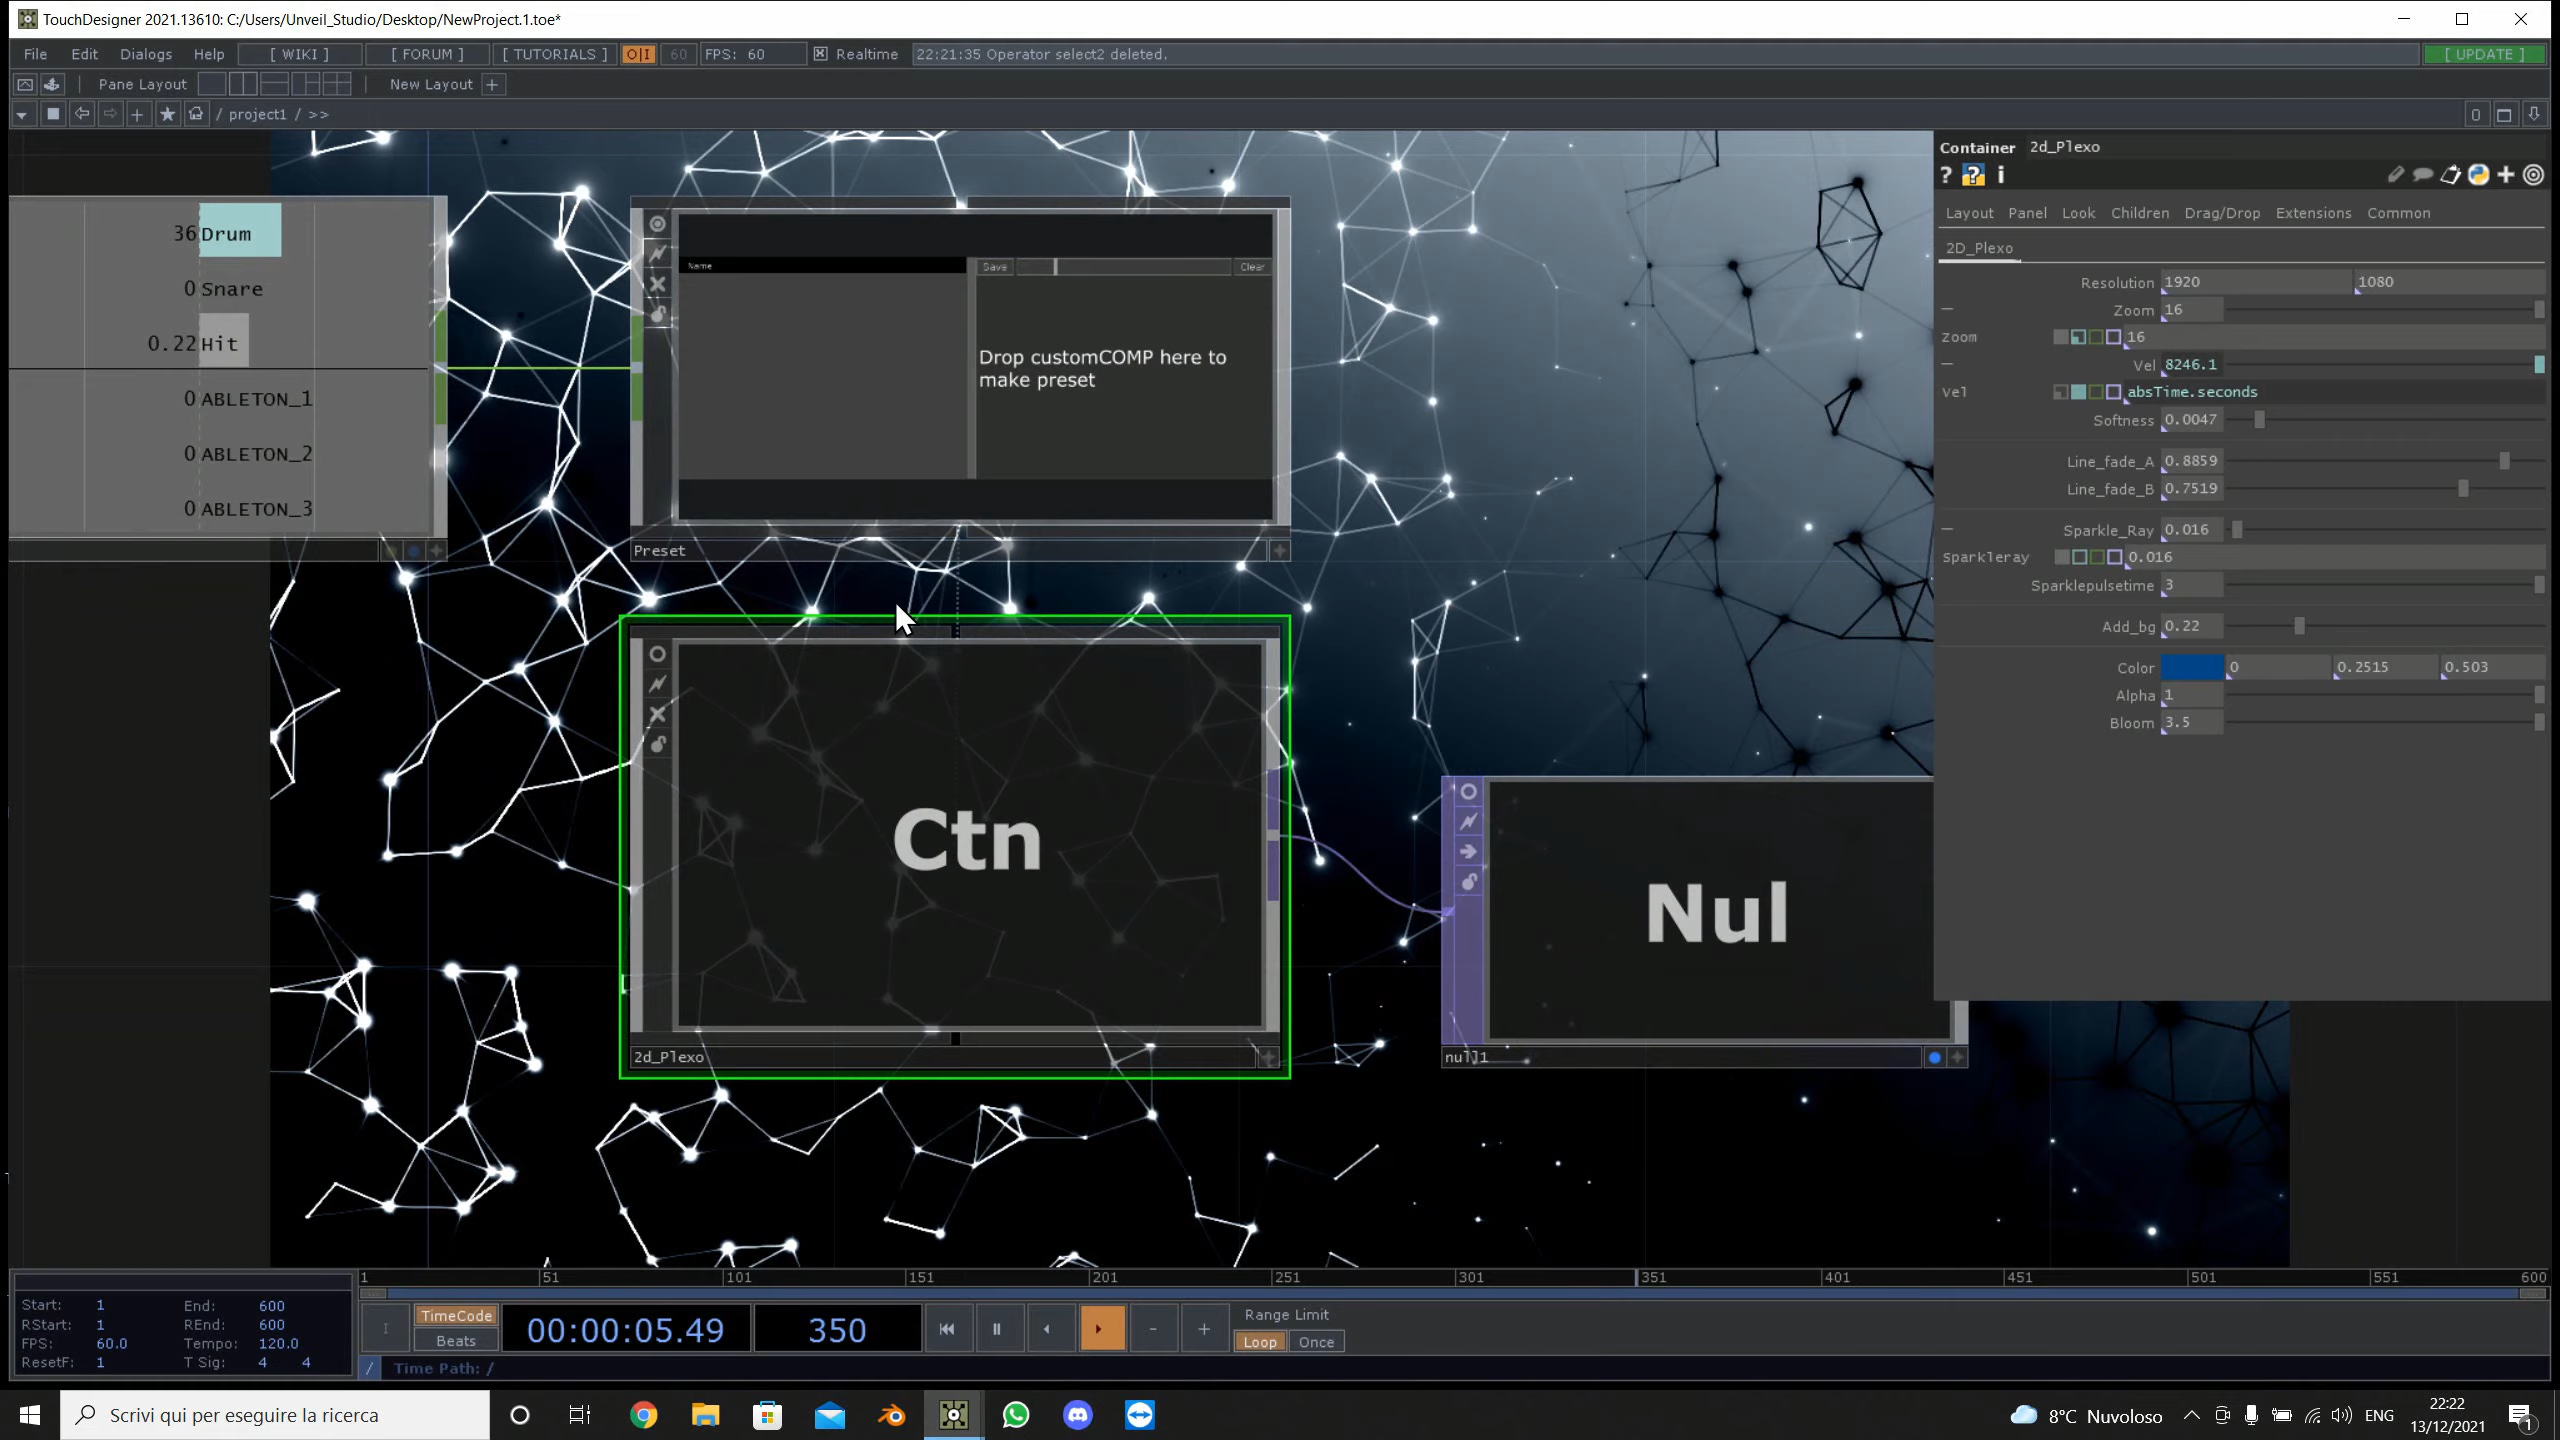 TouchDesigner 2021.13610: C:/Users/Unveil_Studio/Desktop/NewProject.1.toe*
File Edit Dialogs Help [ WIKI ] [ FORUM ] [ TUTORIALS ] O|I 60 FPS: 60 Realtime 22:21:35 Operator select2 deleted. [ UPDATE ]
Pane Layout New Layout +
/ project1 / >> 0
Container 2d_Plexo
? ? i
Layout Panel Look Children Drag/Drop Extensions Common
2D_Plexo
Resolution 1920 1080
Zoom 16
Zoom 16
Vel 8246.1
Vel absTime.seconds
Softness 0.0047
Line_fade_A 0.8859
Line_fade_B 0.7519
Sparkle_Ray 0.016
Sparkleray 0.016
Sparklepulsetime 3
Add_bg 0.22
Color 0 0.2515 0.503
Alpha 1
Bloom 3.5
36 Drum
0 Snare
0.22 Hit
0 ABLETON_1
0 ABLETON_2
0 ABLETON_3
Name Save Clear
Drop customCOMP here to
make preset
Preset
Ctn
2d_Plexo
Nul
null1
1 51 101 151 201 251 301 351 401 451 501 551 600
Start: 1 End: 600
RStart: 1 REnd: 600
FPS: 60.0 Tempo: 120.0
ResetF: 1 T Sig: 4 4
TimeCode
Beats
00:00:05.49 350
Range Limit
Loop Once
/ Time Path: /
Scrivi qui per eseguire la ricerca
8°C Nuvoloso ENG
22:22
13/12/2021
1